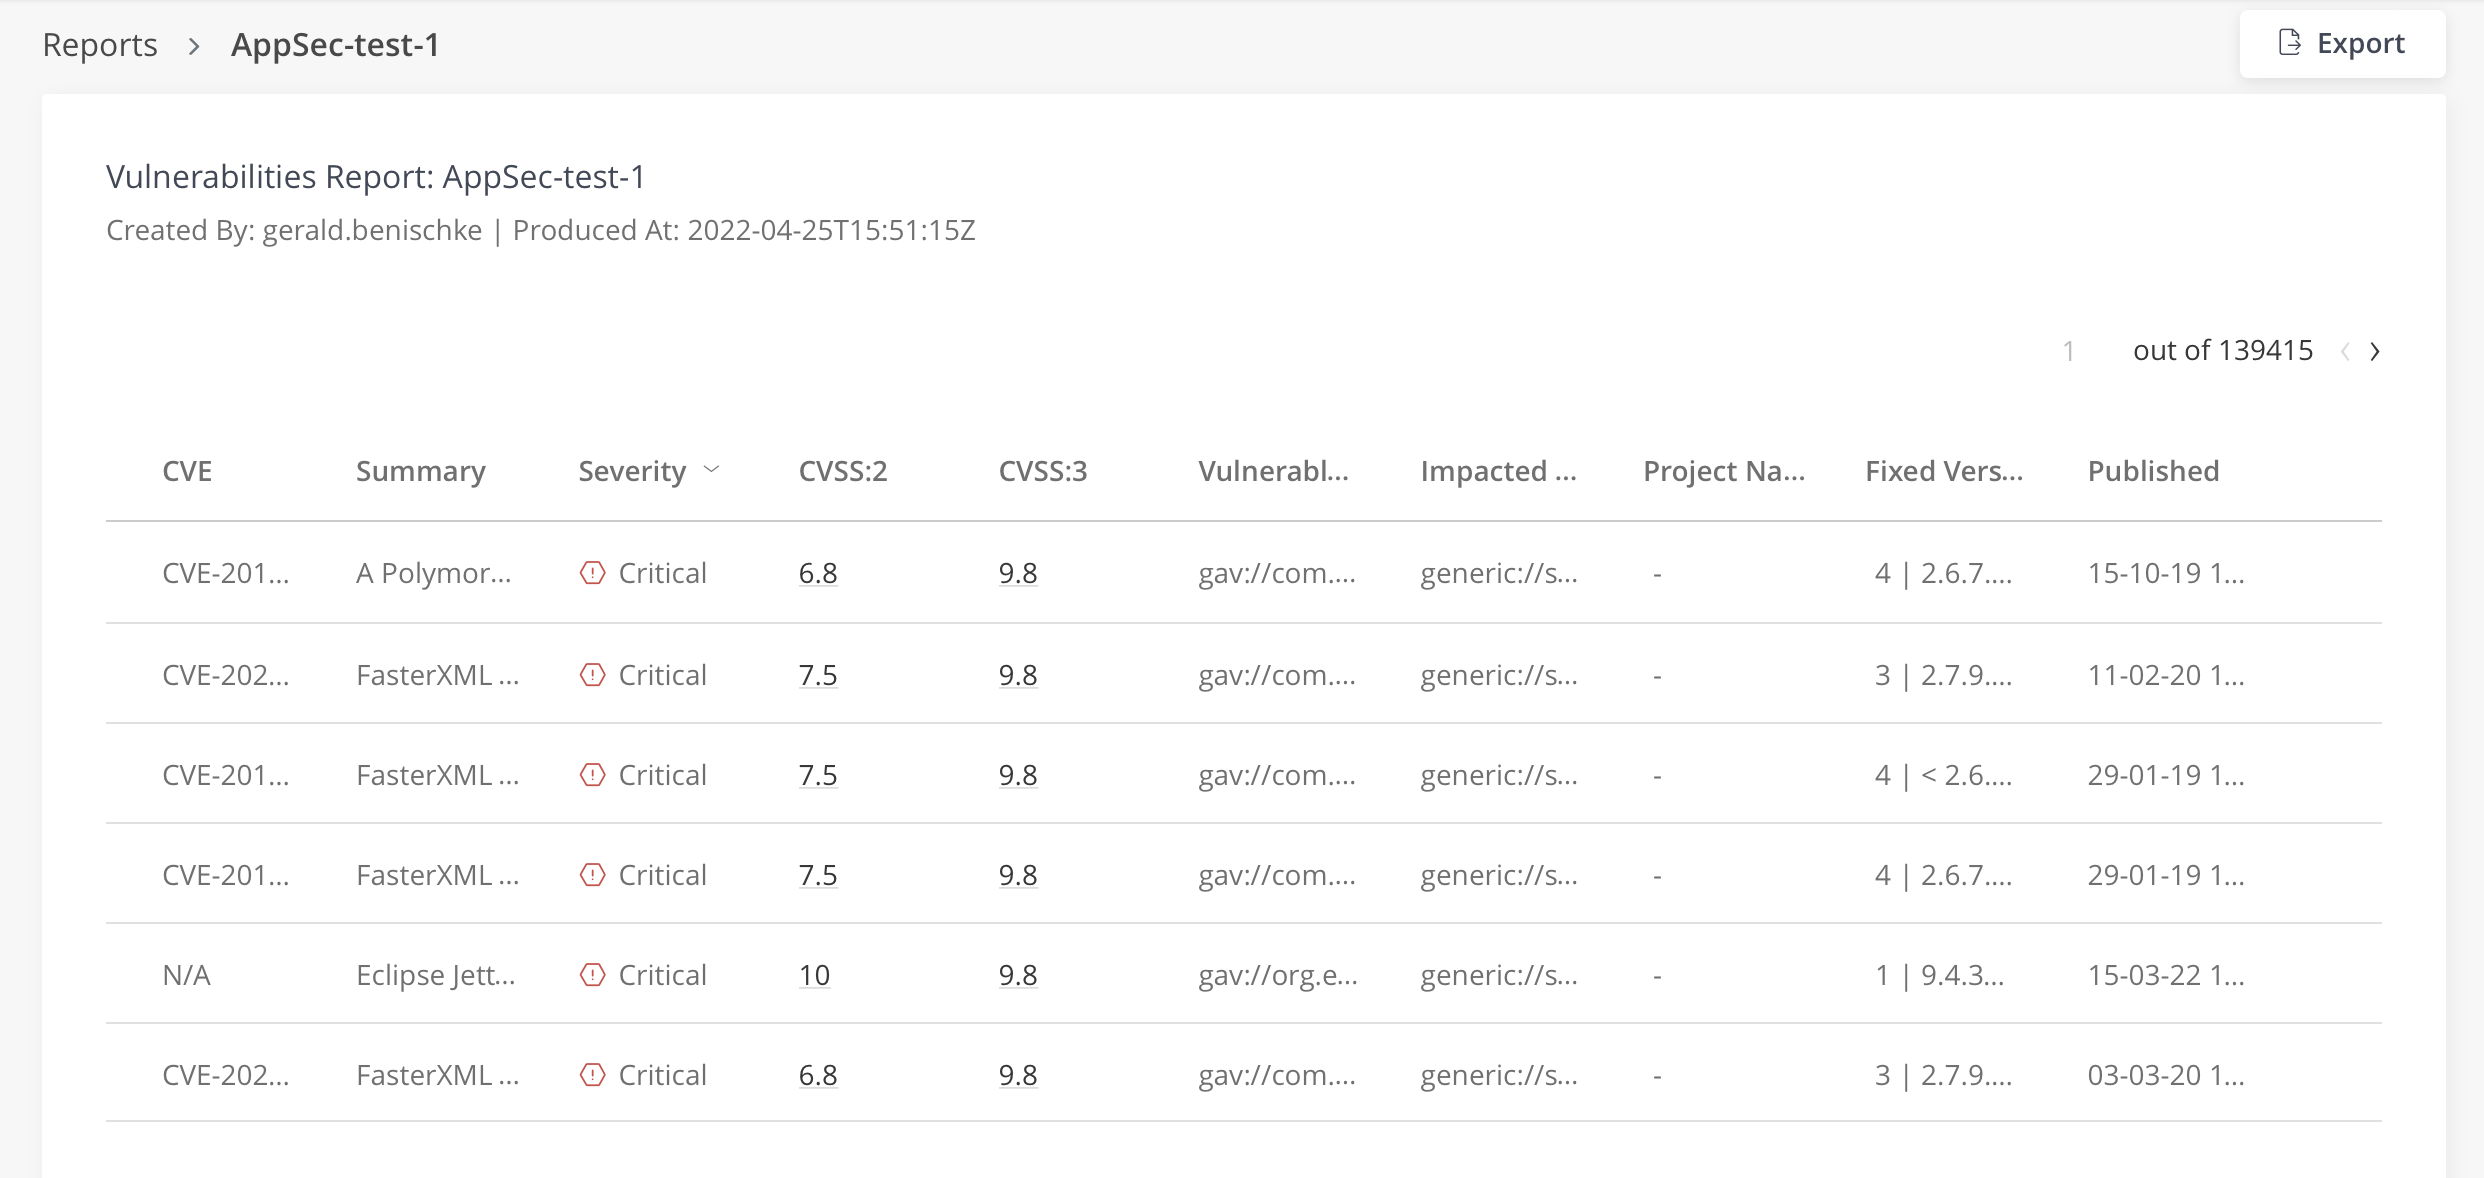 Reports > AppSec-test-1
Export
Vulnerabilities Report: AppSec-test-1
Created By: gerald.benischke | Produced At: 2022-04-25T15:51:15Z
1 out of 139415
CVE Summary Severity CVSS:2 CVSS:3 Vulnerabl... Impacted ... Project Na... Fixed Vers... Published
CVE-201... A Polymor... Critical 6.8 9.8 gav://com.... generic://s... - 4 | 2.6.7.... 15-10-19 1...
CVE-202... FasterXML ... Critical 7.5 9.8 gav://com.... generic://s... - 3 | 2.7.9.... 11-02-20 1...
CVE-201... FasterXML ... Critical 7.5 9.8 gav://com.... generic://s... - 4 | < 2.6.... 29-01-19 1...
CVE-201... FasterXML ... Critical 7.5 9.8 gav://com.... generic://s... - 4 | 2.6.7.... 29-01-19 1...
N/A Eclipse Jett... Critical 10 9.8 gav://org.e... generic://s... - 1 | 9.4.3... 15-03-22 1...
CVE-202... FasterXML ... Critical 6.8 9.8 gav://com.... generic://s... - 3 | 2.7.9.... 03-03-20 1...